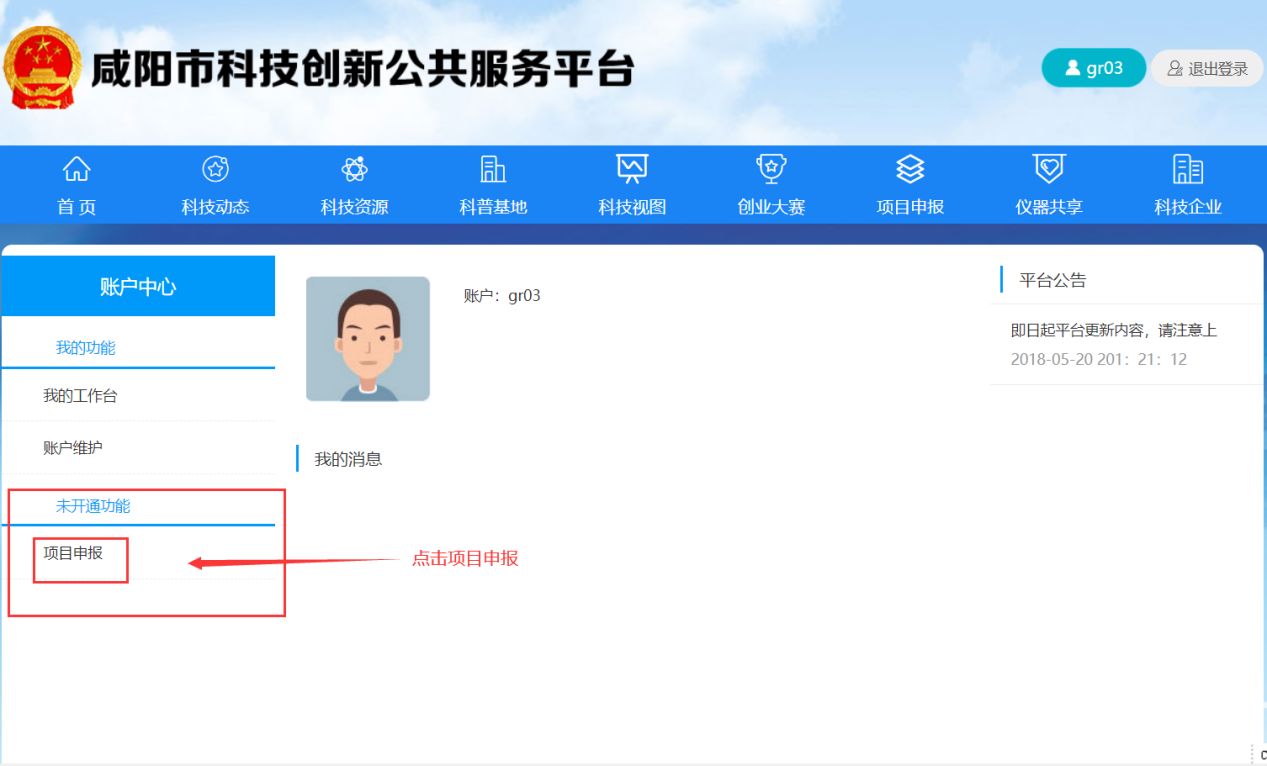 咸阳市科技创新公共服务平台
gr03
退出登录
首 页
科技动态
科技资源
科普基地
科技视图
创业大赛
项目申报
仪器共享
科技企业
账户中心
我的功能
我的工作台
账户维护
未开通功能
项目申报
账户：gr03
我的消息
点击项目申报
平台公告
即日起平台更新内容，请注意上
2018-05-20 201：21：12